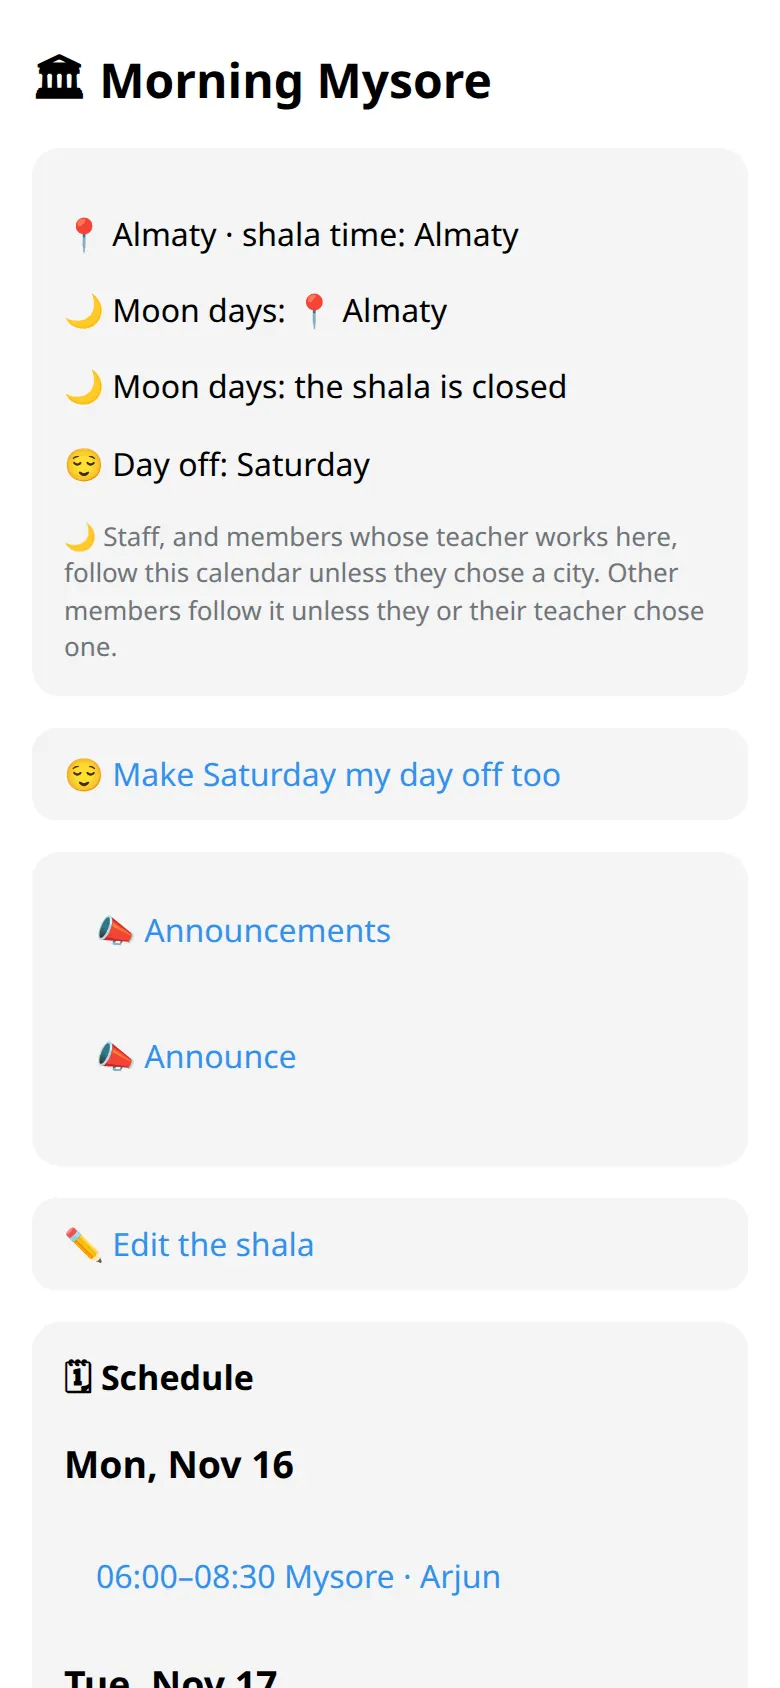 🏛 Morning Mysore
📍 Almaty · shala time: Almaty
🌙 Moon days: 📍 Almaty
🌙 Moon days: the shala is closed
😌 Day off: Saturday
🌙 Staff, and members whose teacher works here,
follow this calendar unless they chose a city. Other
members follow it unless they or their teacher chose
one.
😌 Make Saturday my day off too
📣 Announcements
📣 Announce
✏️ Edit the shala
🗓 Schedule
Mon, Nov 16
06:00–08:30 Mysore · Arjun
Tue, Nov 17